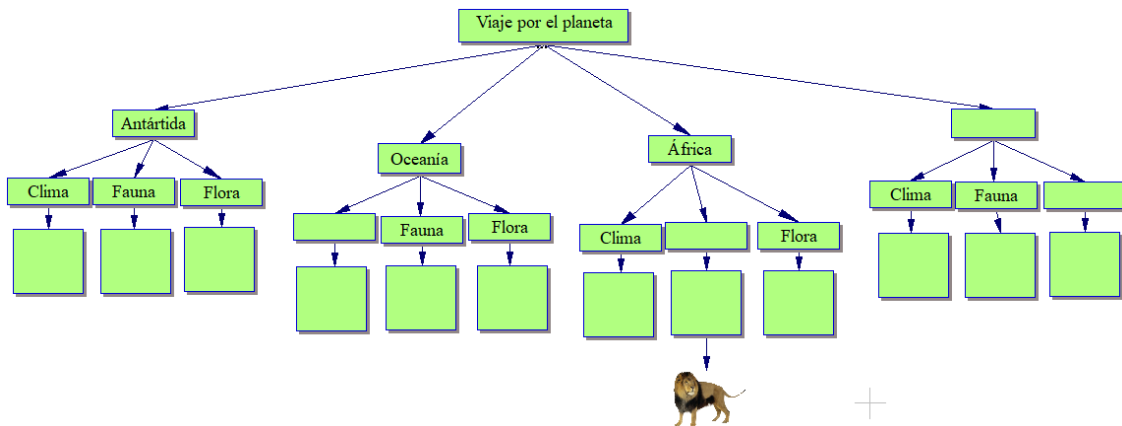 Viaje por el planeta
Antártida
Clima
Fauna
Flora
Oceanía
Fauna
Flora
África
Clima
Flora
Clima
Fauna